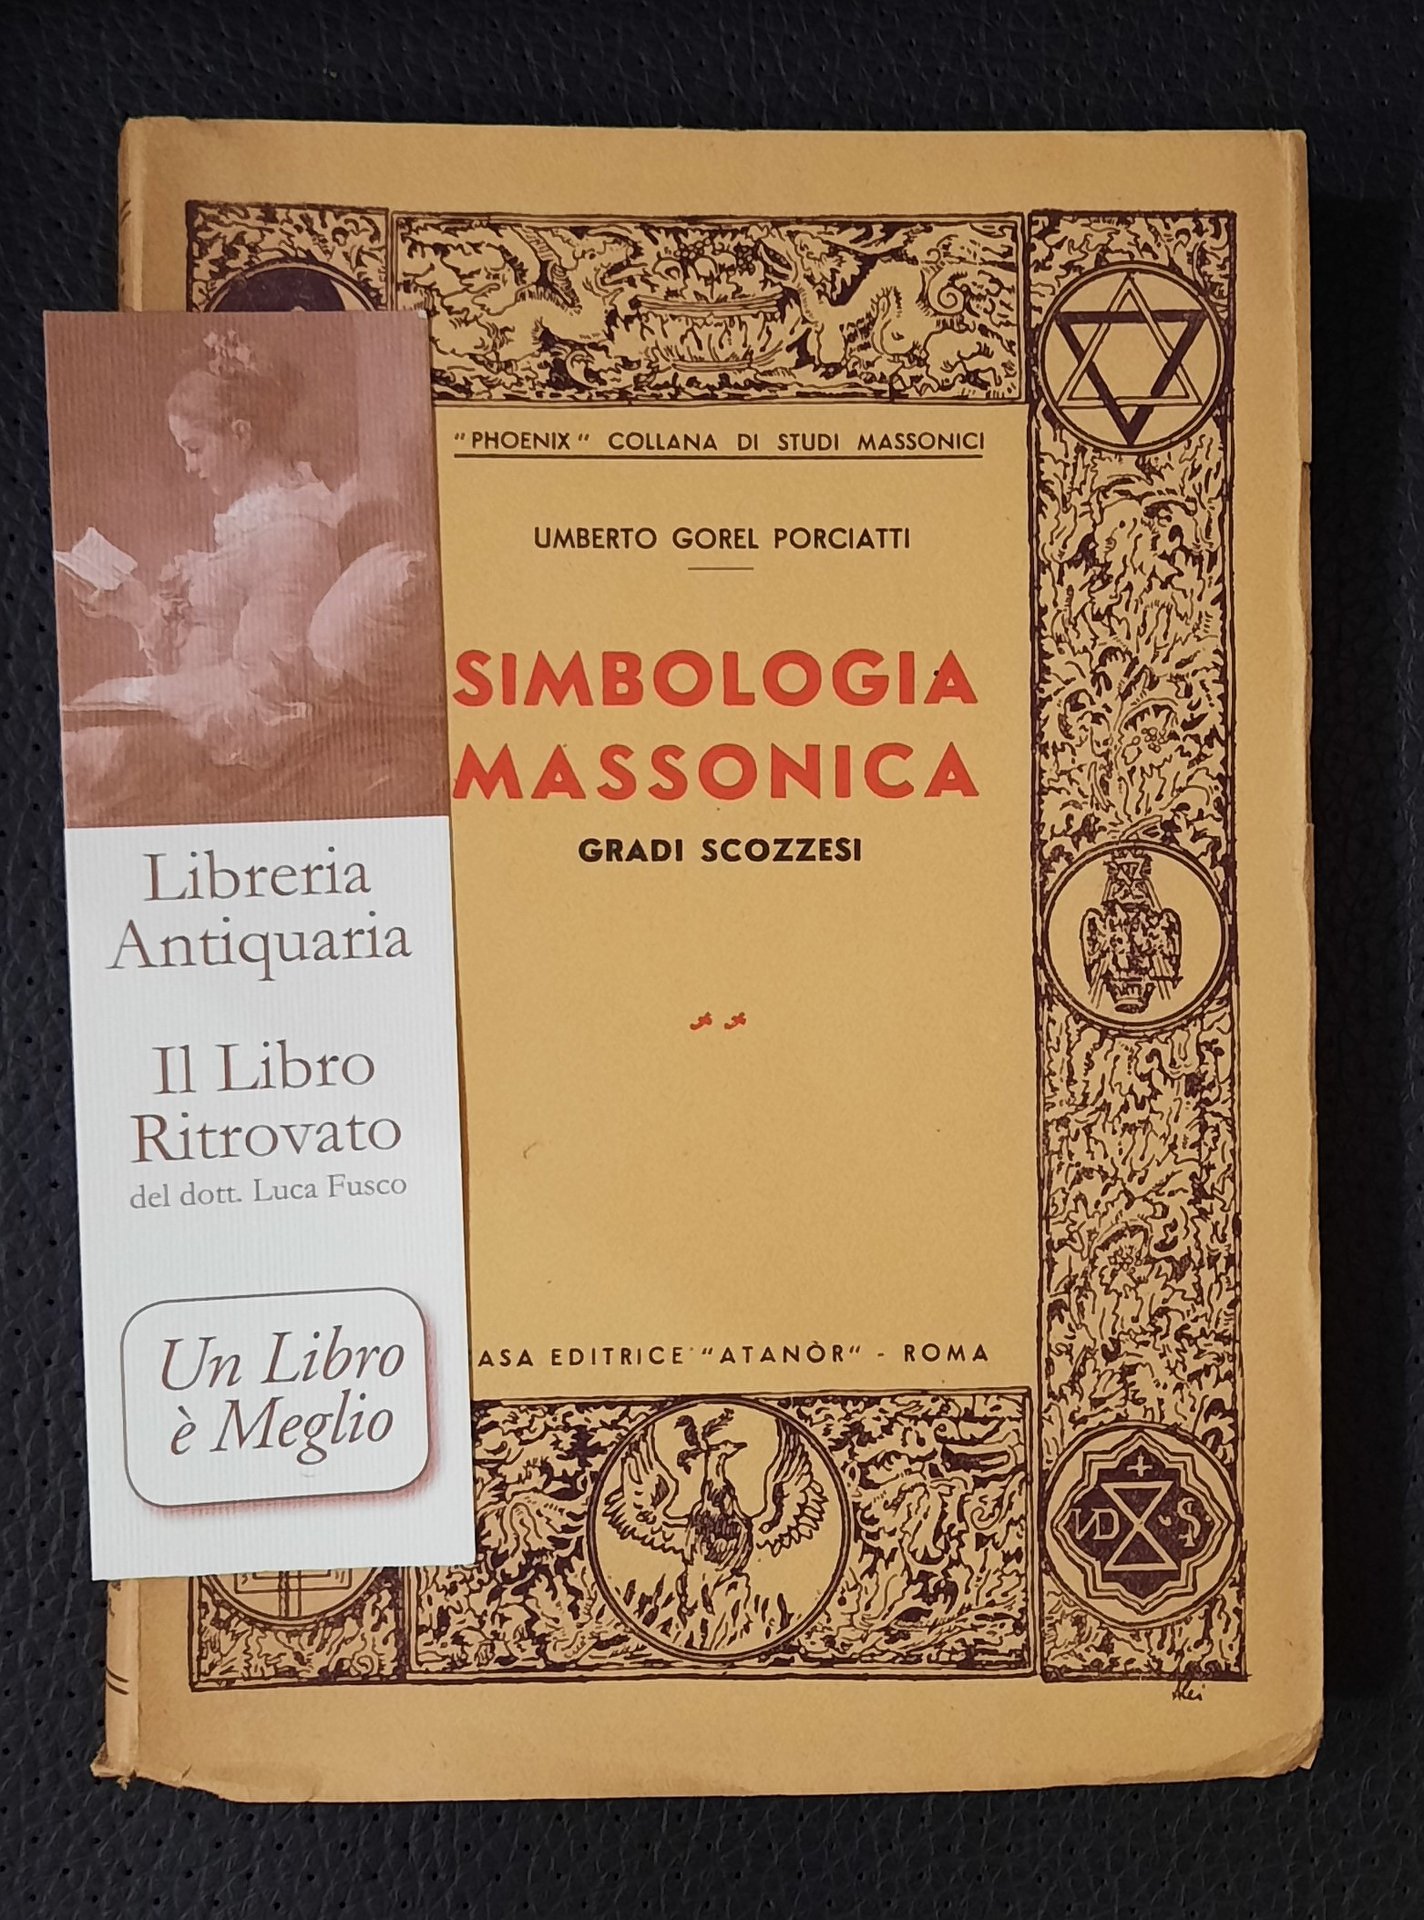 "PHOENIX" COLLANA DI STUDI MASSONICI
UMBERTO GOREL PORCIATTI
SIMBOLOGIA
MASSONICA
GRADI SCOZZESI
ASA EDITRICE "ATANÒR" - ROMA
Libreria
Antiquaria
Il Libro
Ritrovato
del dott. Luca Fusco
Un Libro
è Meglio